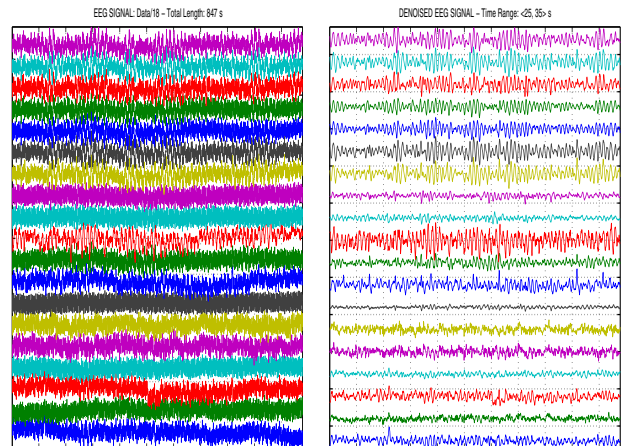 EEG SIGNAL: Data/18 – Total Length: 847 s
DENOISED EEG SIGNAL – Time Range: <25, 35> s